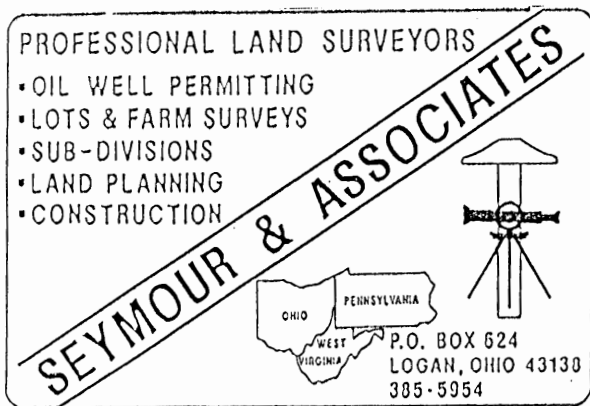 PROFESSIONAL LAND SURVEYORS
▪OIL WELL PERMITTING
▪LOTS & FARM SURVEYS
▪SUB-DIVISIONS
▪LAND PLANNING
▪CONSTRUCTION
SEYMOUR & ASSOCIATES
OHIO
PENNSYLVANIA
WEST
VIRGINIA
P.O. BOX 624
LOGAN, OHIO 43138
385-5954